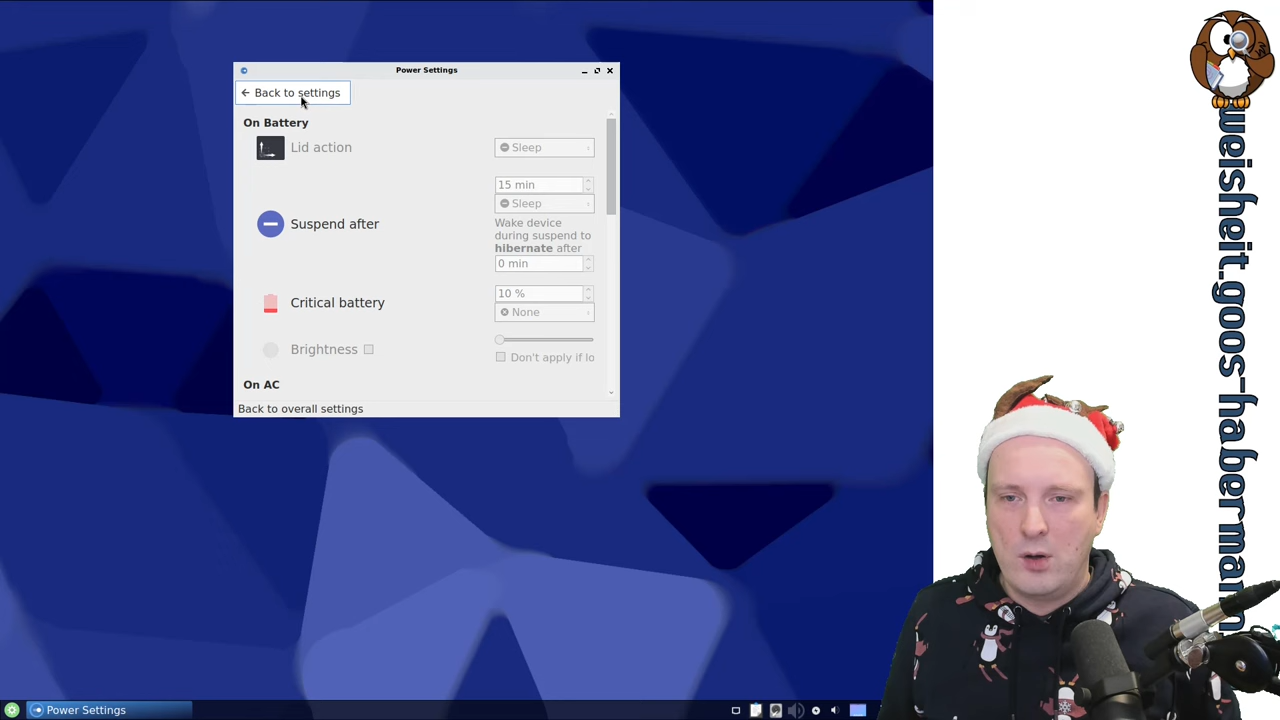 Power Settings
Back to settings
On Battery
Lid action
Sleep
15 min
Sleep
Suspend after
Wake device
during suspend to
hibernate after
0 min
10 %
Critical battery
None
Brightness
Don't apply if lo
On AC
Back to overall settings
Power Settings
weisheit.goos-habermann